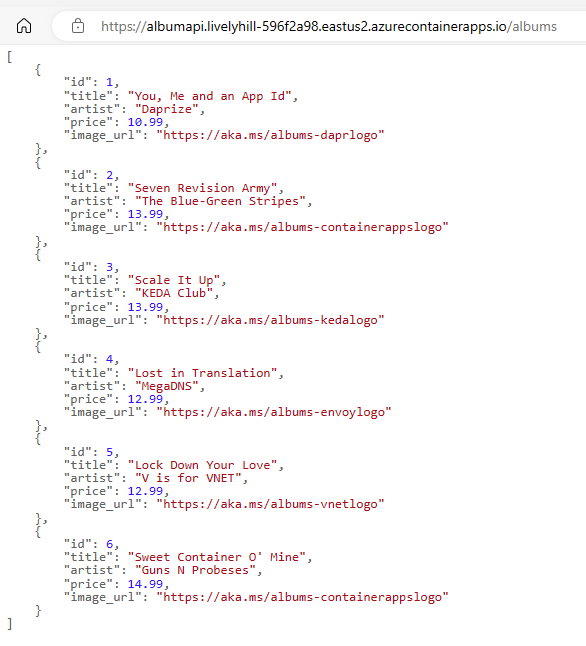 https://albumapi.livelyhill-596f2a98.eastus2.azurecontainerapps.io/albums
[
    {
        "id": 1,
        "title": "You, Me and an App Id",
        "artist": "Daprize",
        "price": 10.99,
        "image_url": "https://aka.ms/albums-daprlogo"
    },
    {
        "id": 2,
        "title": "Seven Revision Army",
        "artist": "The Blue-Green Stripes",
        "price": 13.99,
        "image_url": "https://aka.ms/albums-containerappslogo"
    },
    {
        "id": 3,
        "title": "Scale It Up",
        "artist": "KEDA Club",
        "price": 13.99,
        "image_url": "https://aka.ms/albums-kedalogo"
    },
    {
        "id": 4,
        "title": "Lost in Translation",
        "artist": "MegaDNS",
        "price": 12.99,
        "image_url": "https://aka.ms/albums-envoylogo"
    },
    {
        "id": 5,
        "title": "Lock Down Your Love",
        "artist": "V is for VNET",
        "price": 12.99,
        "image_url": "https://aka.ms/albums-vnetlogo"
    },
    {
        "id": 6,
        "title": "Sweet Container O' Mine",
        "artist": "Guns N Probeses",
        "price": 14.99,
        "image_url": "https://aka.ms/albums-containerappslogo"
    }
]